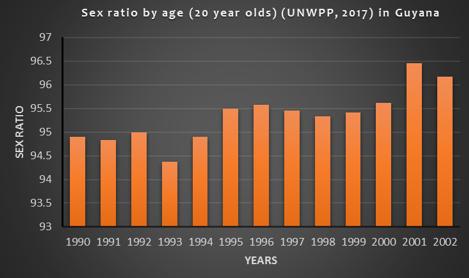 Sex ratio by age (20 year olds) (UNWPP, 2017) in Guyana
97
96.5
96
95.5
95
94.5
94
93.5
93
SEX RATIO
1990 1991 1992 1993 1994 1995 1996 1997 1998 1999 2000 2001 2002
YEARS